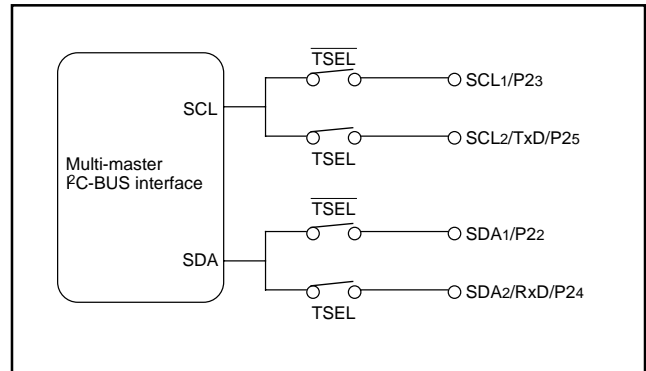 TSEL
SCL1/P23
SCL
SCL2/TxD/P25
TSEL
Multi-master
I²C-BUS interface
TSEL
SDA1/P22
SDA
SDA2/RxD/P24
TSEL